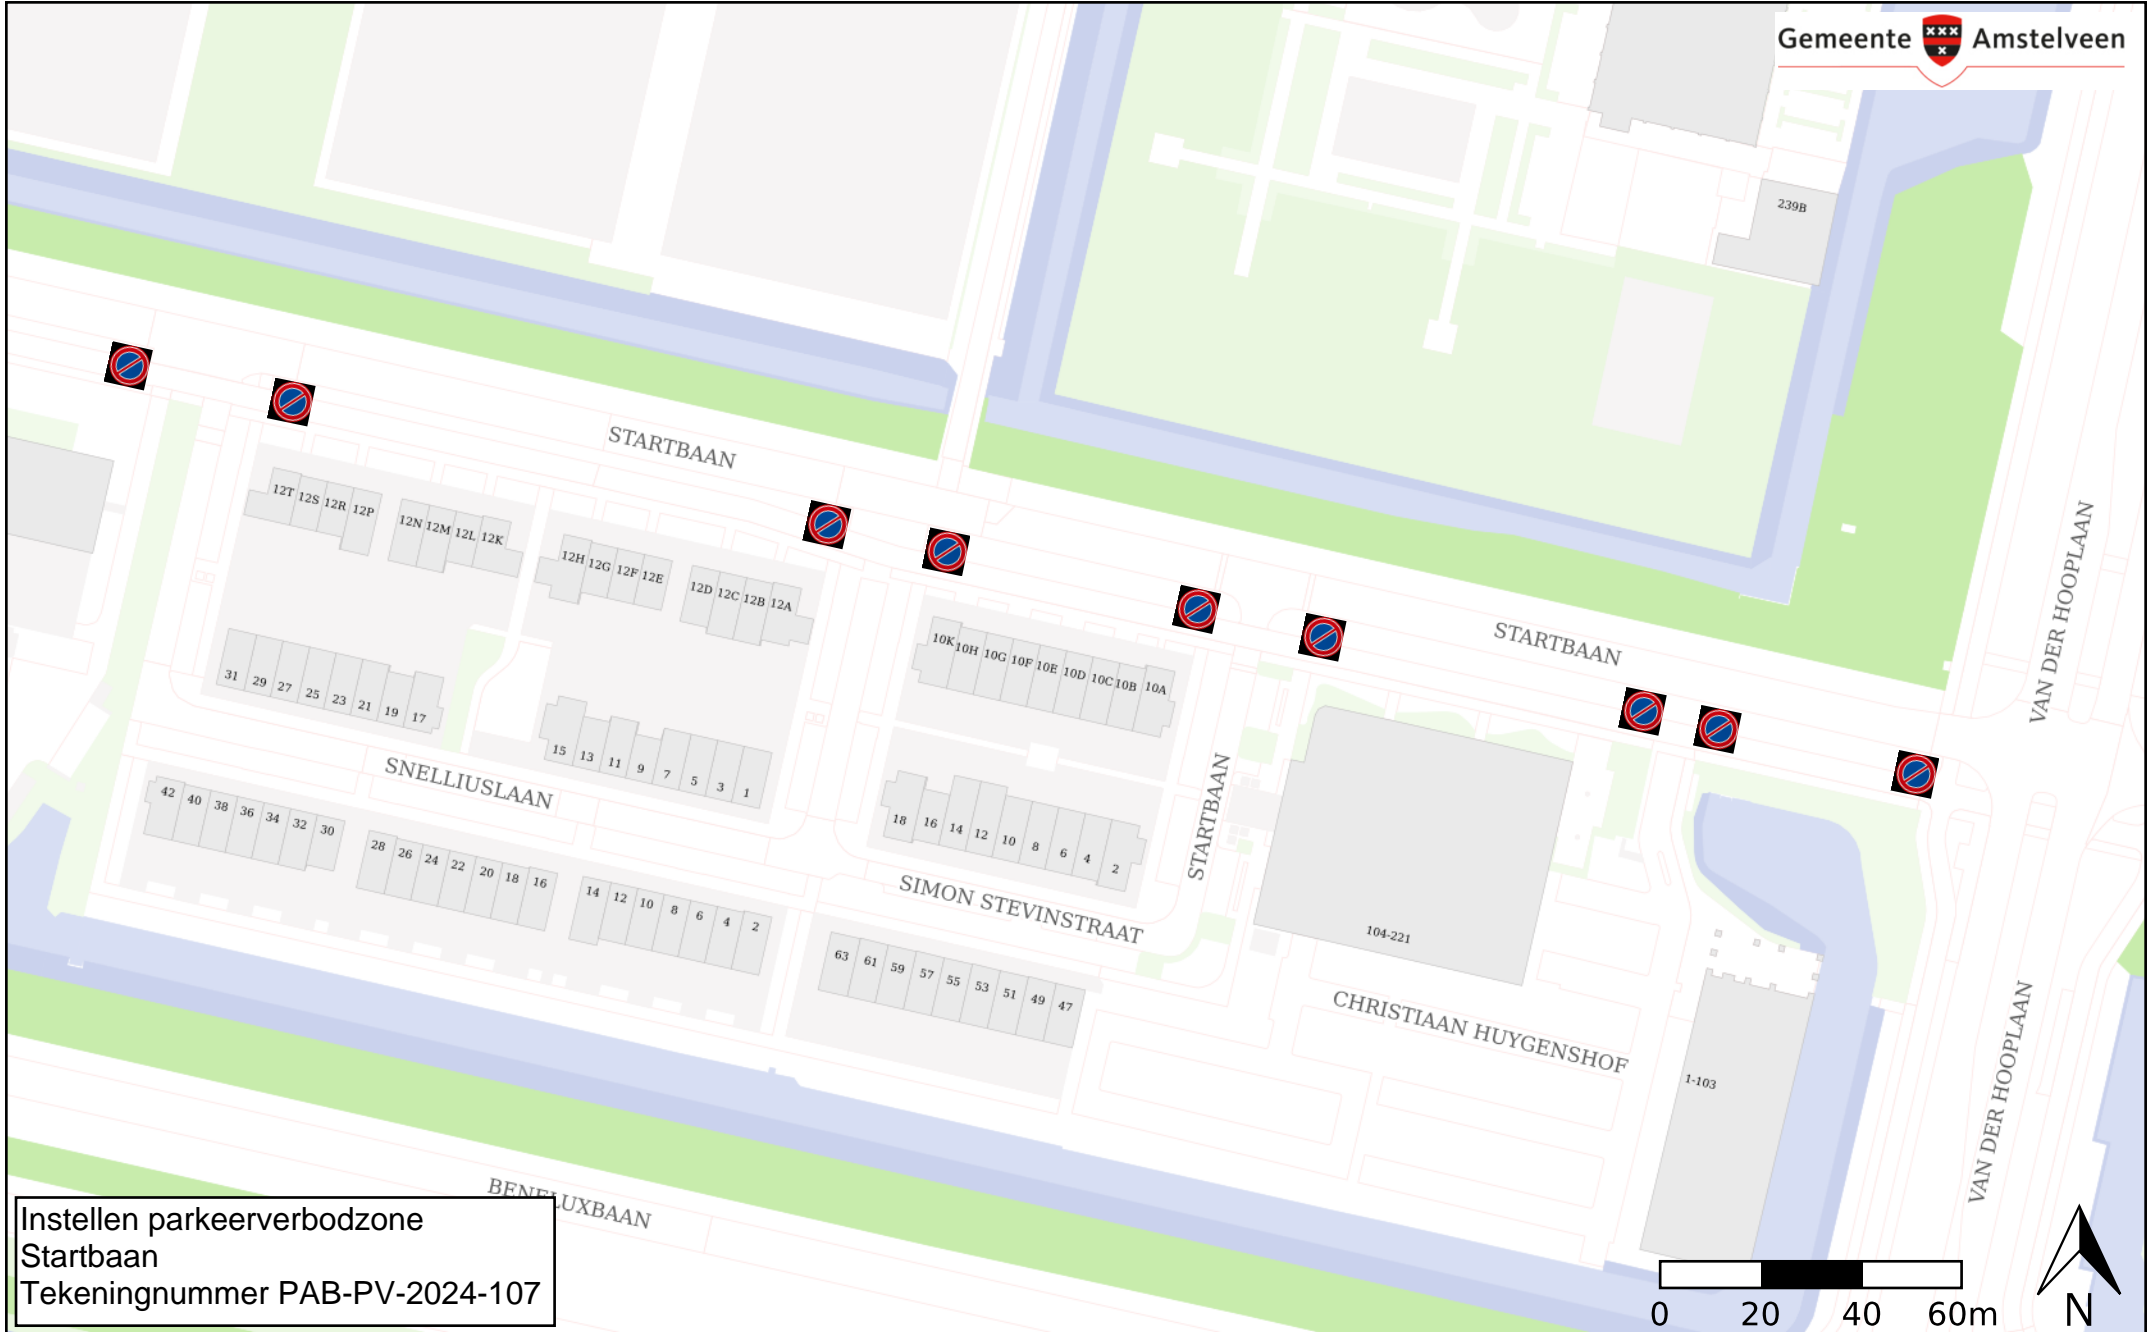 Gemeente Amstelveen
239B
STARTBAAN
12T 12S 12R 12P
12N 12M 12L 12K
12H 12G 12F 12E
12D 12C 12B 12A
10K 10H 10G 10F 10E 10D 10C 10B 10A
STARTBAAN
VAN DER HOOPLAAN
31 29 27 25 23 21 19 17
15 13 11 9 7 5 3 1
SNELLIUSLAAN
42 40 38 36 34 32 30
28 26 24 22 20 18 16
14 12 10 8 6 4 2
18 16 14 12 10 8 6 4 2
STARTBAAN
SIMON STEVINSTRAAT
63 61 59 57 55 53 51 49 47
104-221
CHRISTIAAN HUYGENSHOF
1-103
VAN DER HOOPLAAN
BENELUXBAAN
Instellen parkeerverbodzone
Startbaan
Tekeningnummer PAB-PV-2024-107
0 20 40 60m
N